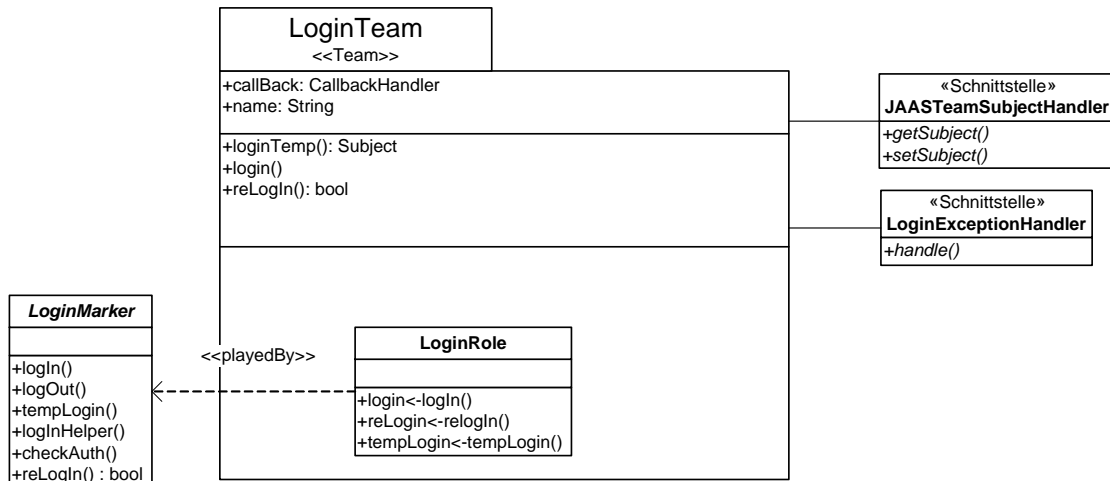 LoginTeam
<<Team>>
+callBack: CallbackHandler
+name: String
+loginTemp(): Subject
+login()
+reLogIn(): bool
«Schnittstelle»
JAASTeamSubjectHandler
+getSubject()
+setSubject()
«Schnittstelle»
LoginExceptionHandler
+handle()
LoginMarker
+logIn()
+logOut()
+tempLogin()
+logInHelper()
+checkAuth()
+reLogIn() : bool
<<playedBy>>
LoginRole
+login<-logIn()
+reLogin<-relogIn()
+tempLogin<-tempLogin()